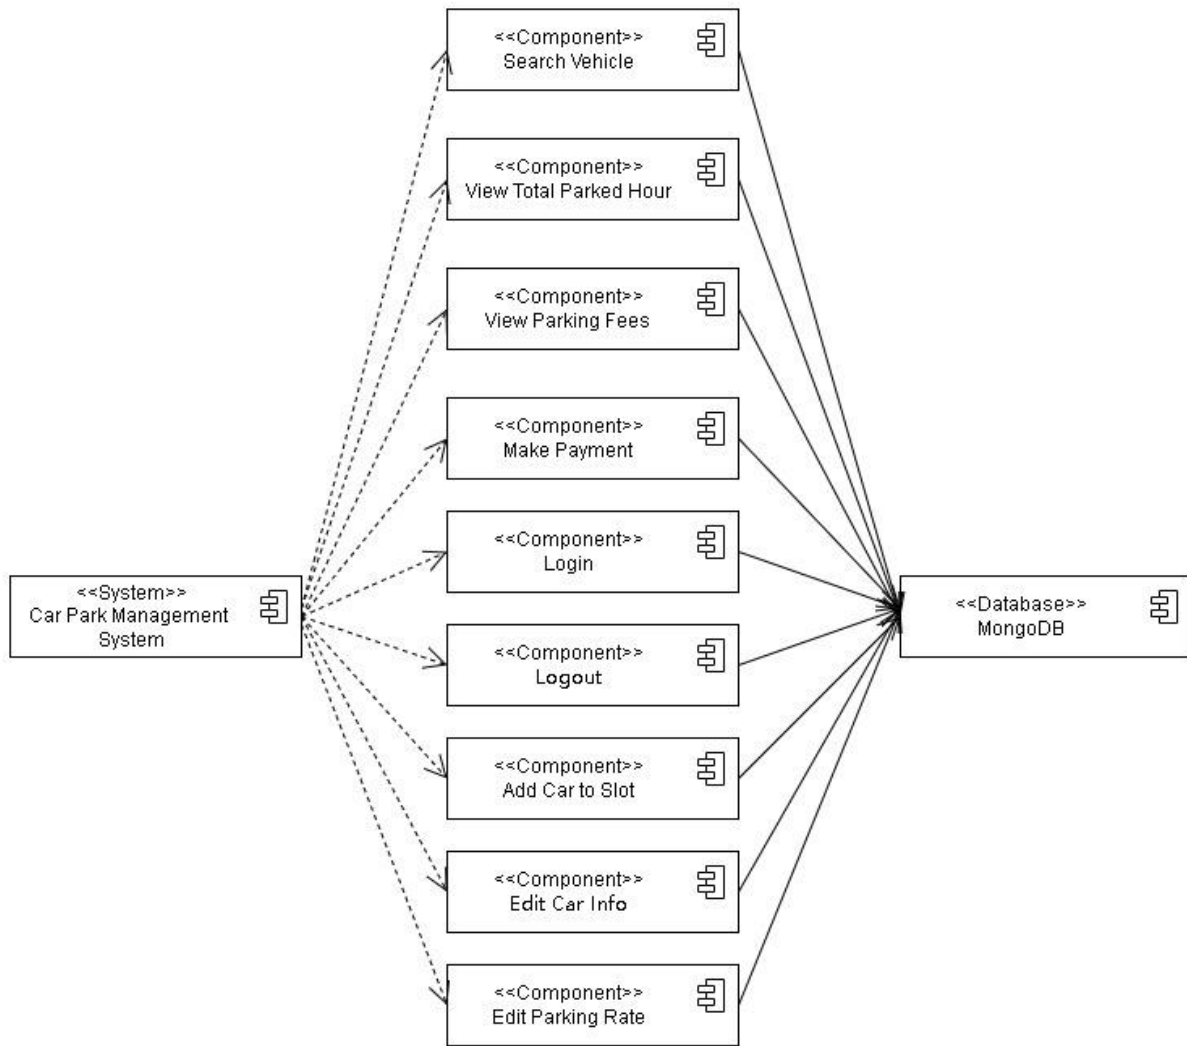 <<Component>>
Search Vehicle
<<Component>>
View Total Parked Hour
<<Component>>
View Parking Fees
<<Component>>
Make Payment
<<Component>>
Login
<<System>>
Car Park Management
System
<<Database>>
MongoDB
<<Component>>
Logout
<<Component>>
Add Car to Slot
<<Component>>
Edit Car Info
<<Component>>
Edit Parking Rate